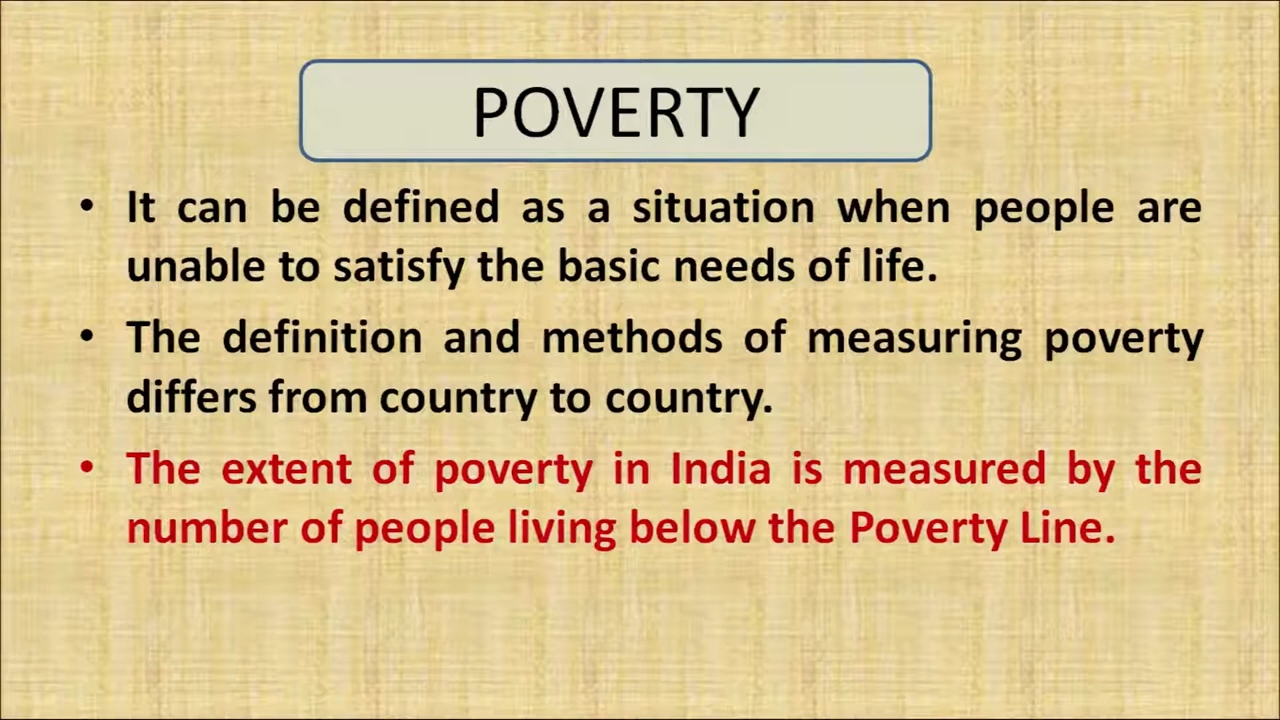 POVERTY
• It can be defined as a situation when people are
unable to satisfy the basic needs of life.
• The definition and methods of measuring poverty
differs from country to country.
• The extent of poverty in India is measured by the
number of people living below the Poverty Line.